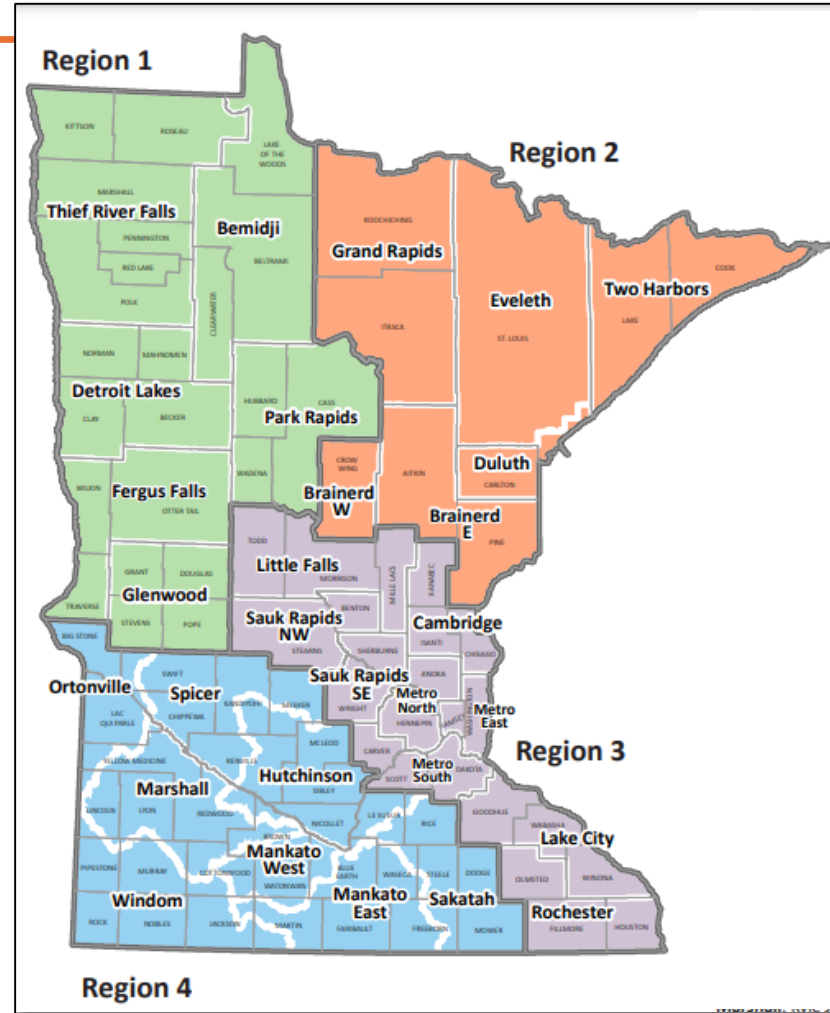 Region 1
KITTSON
ROSEAU
LAKE
OF THE
WOODS
MARSHALL
Thief River Falls
Bemidji
PENNINGTON
RED LAKE
BELTRAMI
POLK
CLEARWATER
NORMAN
MAHNOMEN
Detroit Lakes
CLAY
BECKER
HUBBARD
CASS
Park Rapids
WADENA
WILKIN
Fergus Falls
OTTER TAIL
GRANT
DOUGLAS
Glenwood
TRAVERSE
STEVENS
POPE
Region 2
KOOCHICHING
Grand Rapids
ITASCA
Eveleth
ST. LOUIS
COOK
Two Harbors
LAKE
CROW
WING
Brainerd
W
AITKIN
Duluth
CARLTON
Brainerd
E
PINE
TODD
Little Falls
MORRISON
MILLE LACS
KANABEC
BENTON
Sauk Rapids
NW
STEARNS
Cambridge
ISANTI
CHISAGO
SHERBURNE
Sauk Rapids
SE
ANOKA
WRIGHT
Metro
North
HENNEPIN
RAMSEY
WASHINGTON
Metro
East
CARVER
Metro
South
SCOTT
DAKOTA
Region 3
GOODHUE
WABASHA
Lake City
OLMSTED
WINONA
Rochester
FILLMORE
HOUSTON
BIG STONE
Ortonville
SWIFT
Spicer
KANDIYOHI
MEEKER
LAC
QUI PARLE
CHIPPEWA
MCLEOD
YELLOW MEDICINE
RENVILLE
Hutchinson
SIBLEY
Marshall
LINCOLN
LYON
REDWOOD
NICOLLET
LE SUEUR
RICE
BROWN
Mankato
West
PIPESTONE
MURRAY
COTTONWOOD
WATONWAN
BLUE
EARTH
WASECA
STEELE
DODGE
Windom
Mankato
East
Sakatah
ROCK
NOBLES
JACKSON
MARTIN
FARIBAULT
FREEBORN
MOWER
Region 4